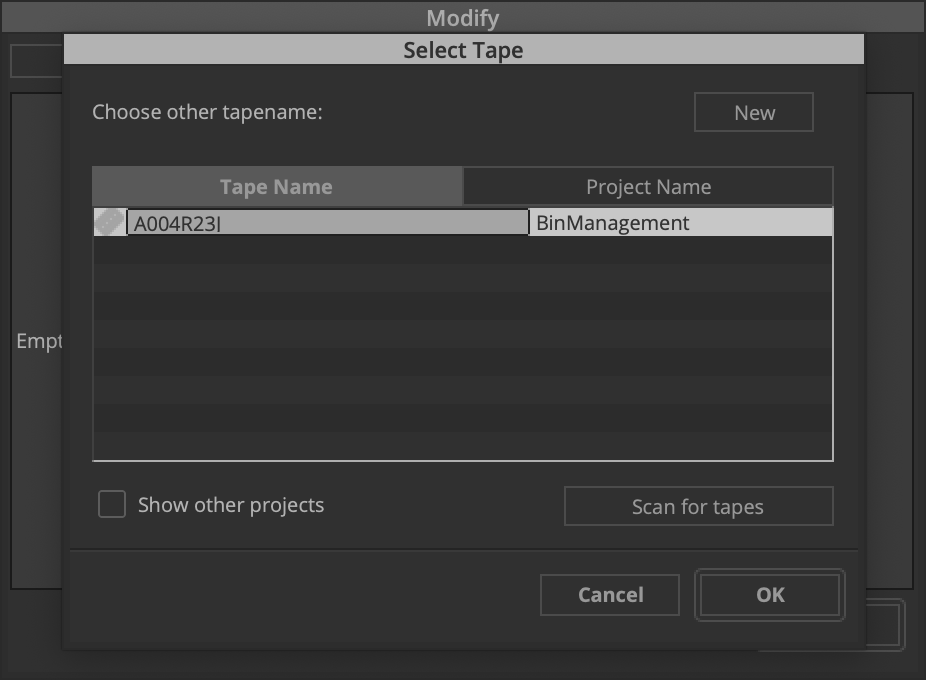 Modify
Select Tape
Choose other tapename:
New
Tape Name
Project Name
A004R23
BinManagement
Empt
Show other projects
Scan for tapes
Cancel
OK